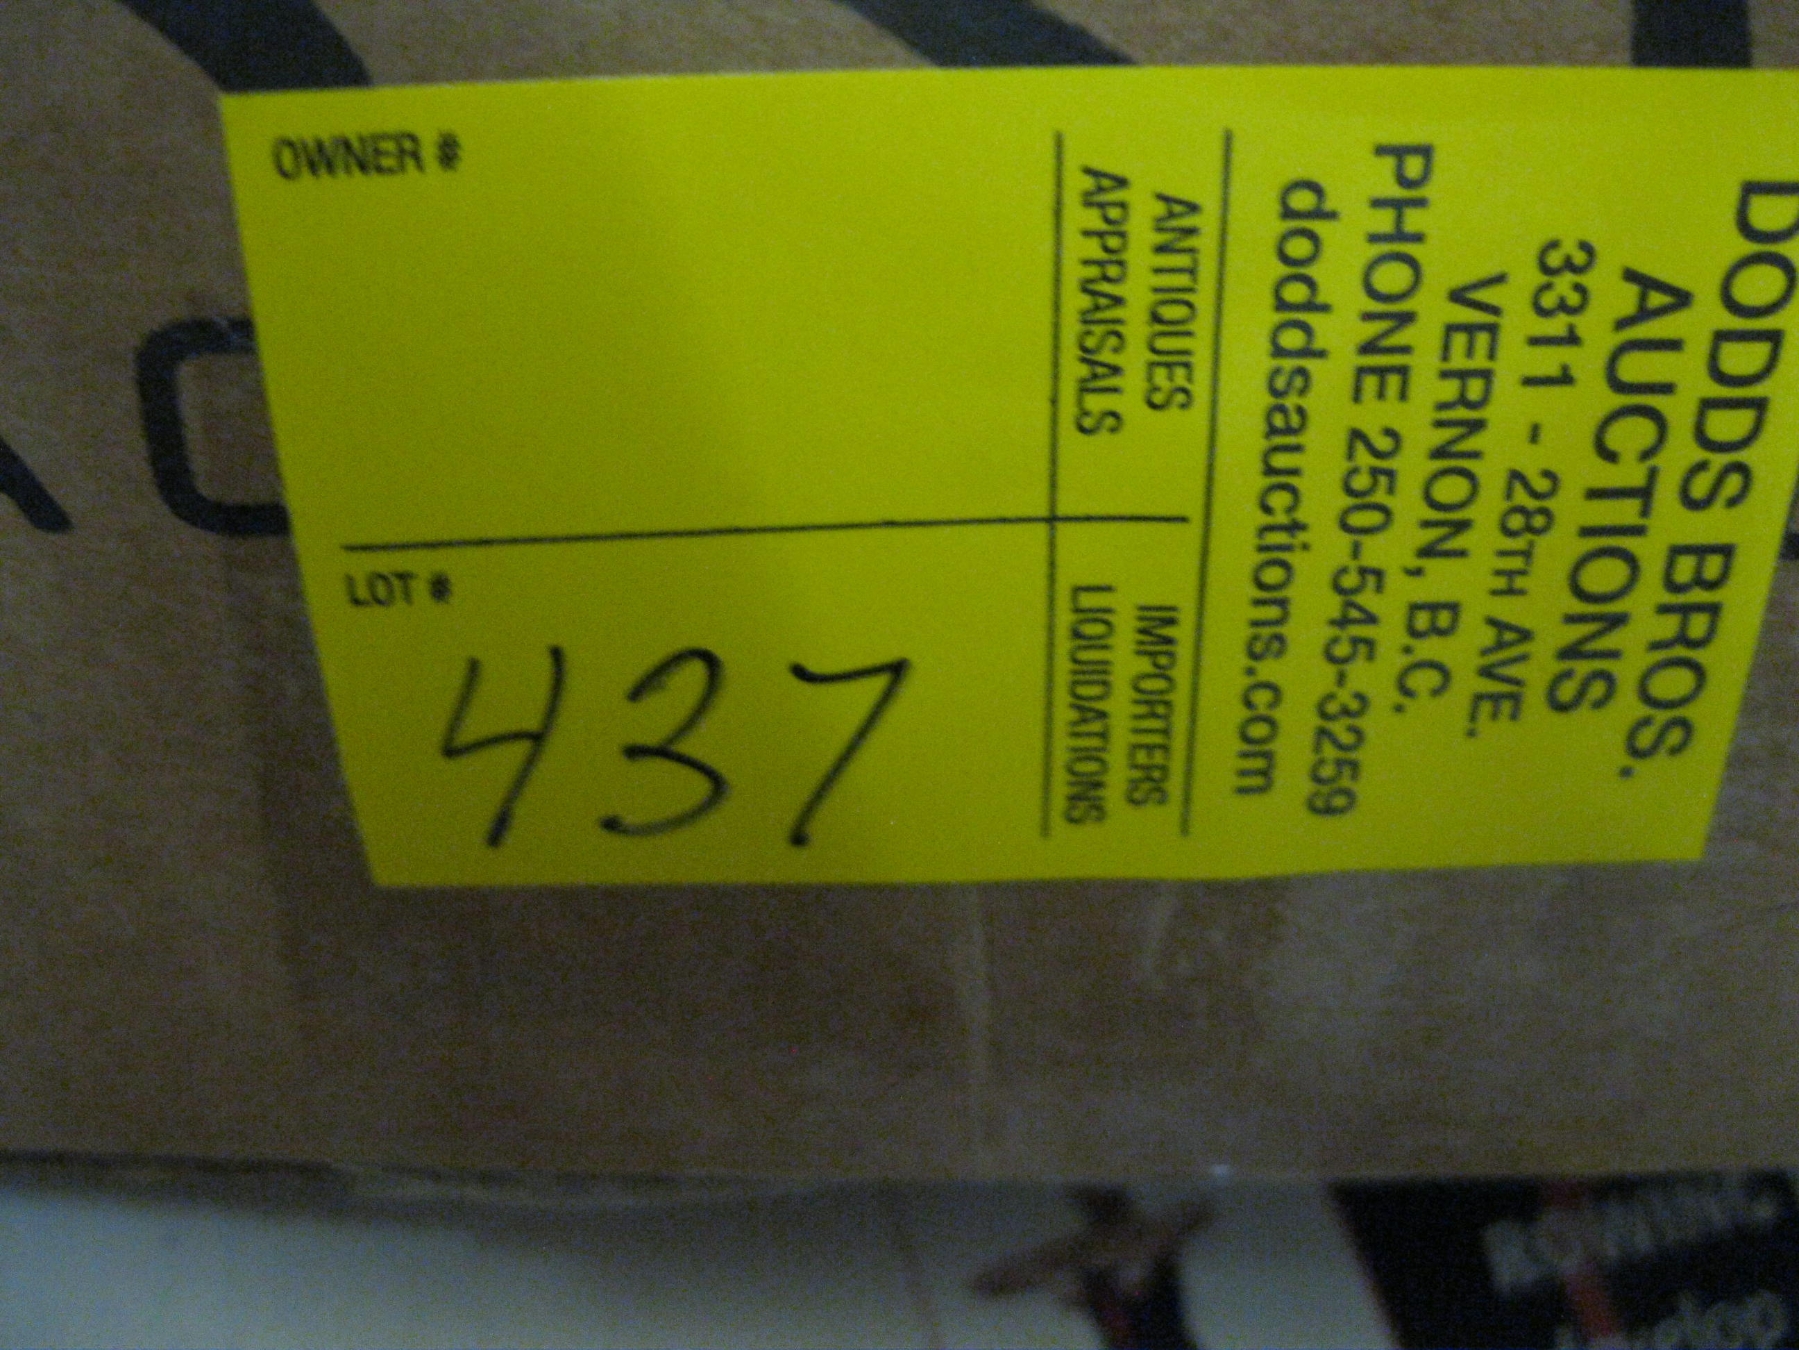 DODDS BROS.
AUCTIONS
3311 - 28TH AVE.
VERNON, B.C.
PHONE 250-545-3259
doddsauctions.com
ANTIQUES
APPRAISALS
IMPORTERS
LIQUIDATIONS
OWNER #
LOT #
437